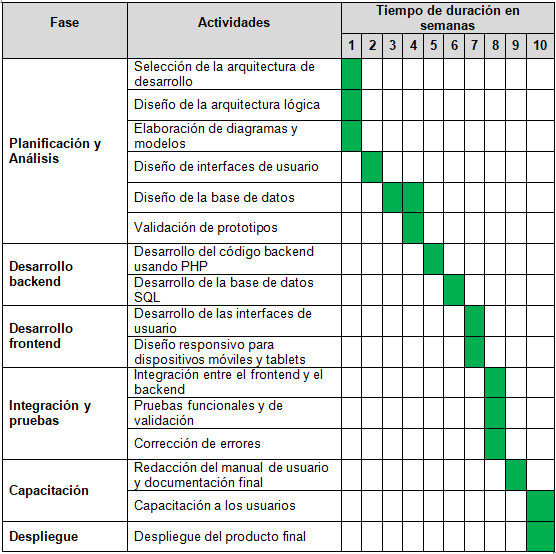 Fase
Actividades
Tiempo de duración en
semanas
1 2 3 4 5 6 7 8 9 10
Planificación y
Análisis
Selección de la arquitectura de
desarrollo
Diseño de la arquitectura lógica
Elaboración de diagramas y
modelos
Diseño de interfaces de usuario
Diseño de la base de datos
Validación de prototipos
Desarrollo
backend
Desarrollo del código backend
usando PHP
Desarrollo de la base de datos
SQL
Desarrollo
frontend
Desarrollo de las interfaces de
usuario
Diseño responsivo para
dispositivos móviles y tablets
Integración y
pruebas
Integración entre el frontend y el
backend
Pruebas funcionales y de
validación
Corrección de errores
Capacitación
Redacción del manual de usuario
y documentación final
Capacitación a los usuarios
Despliegue
Despliegue del producto final